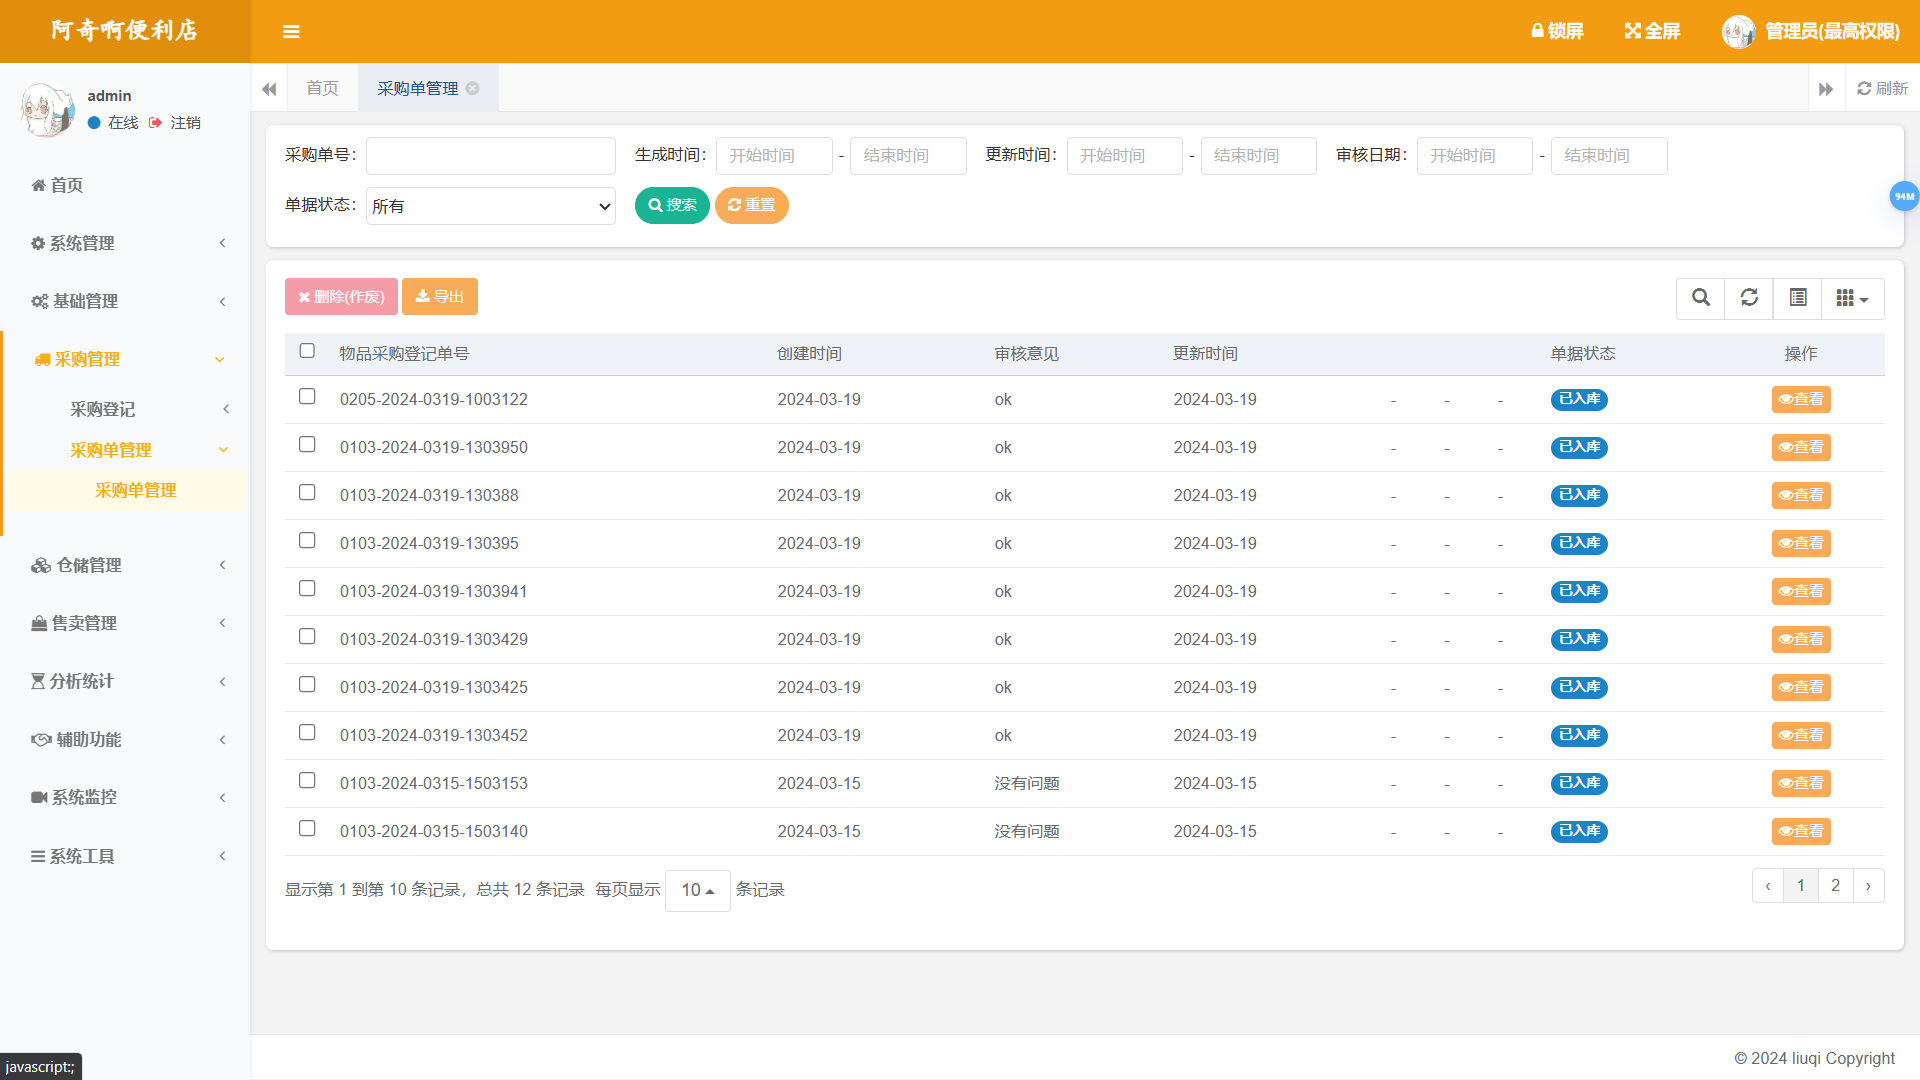 阿奇啊便利店
锁屏 全屏 管理员(最高权限)
admin
在线 注销
首页 采购单管理 刷新
首页
系统管理
基础管理
采购管理
采购登记
采购单管理
采购单管理
仓储管理
售卖管理
分析统计
辅助功能
系统监控
系统工具
采购单号： 生成时间： 开始时间 - 结束时间 更新时间： 开始时间 - 结束时间 审核日期： 开始时间 - 结束时间
单据状态： 所有 搜索 重置
94M
删除(作废) 导出
物品采购登记单号 创建时间 审核意见 更新时间 单据状态 操作
0205-2024-0319-1003122 2024-03-19 ok 2024-03-19 - - - 已入库 查看
0103-2024-0319-1303950 2024-03-19 ok 2024-03-19 - - - 已入库 查看
0103-2024-0319-130388 2024-03-19 ok 2024-03-19 - - - 已入库 查看
0103-2024-0319-130395 2024-03-19 ok 2024-03-19 - - - 已入库 查看
0103-2024-0319-1303941 2024-03-19 ok 2024-03-19 - - - 已入库 查看
0103-2024-0319-1303429 2024-03-19 ok 2024-03-19 - - - 已入库 查看
0103-2024-0319-1303425 2024-03-19 ok 2024-03-19 - - - 已入库 查看
0103-2024-0319-1303452 2024-03-19 ok 2024-03-19 - - - 已入库 查看
0103-2024-0315-1503153 2024-03-15 没有问题 2024-03-15 - - - 已入库 查看
0103-2024-0315-1503140 2024-03-15 没有问题 2024-03-15 - - - 已入库 查看
显示第 1 到第 10 条记录，总共 12 条记录 每页显示 10 条记录 ‹ 1 2 ›
© 2024 liuqi Copyright
javascript:;